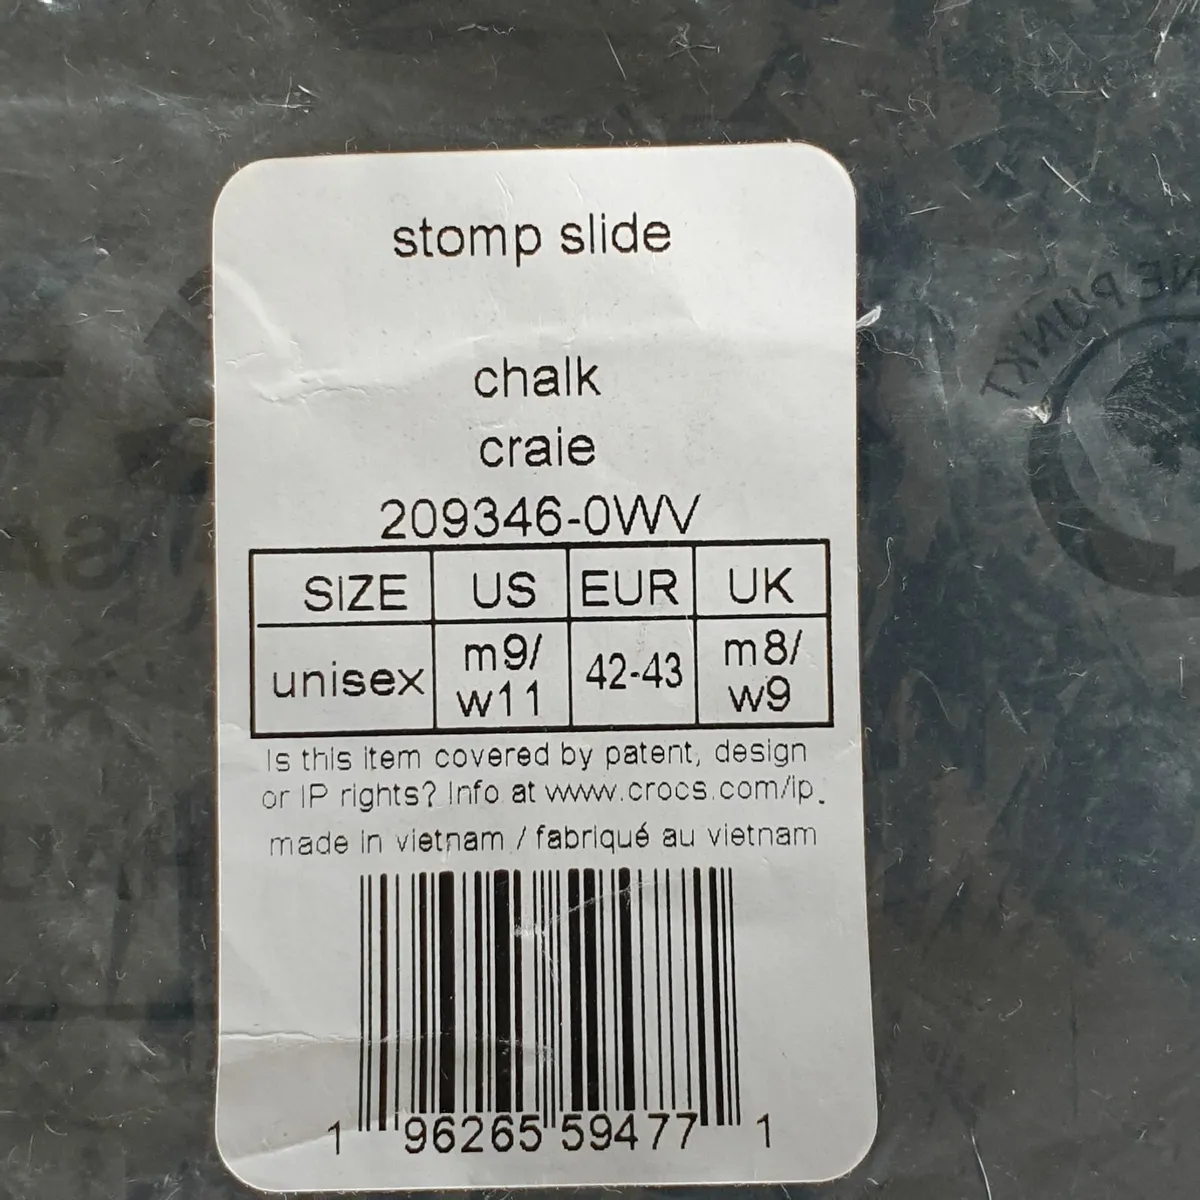 stomp slide
chalk
craie
209346-0WV
SIZE US EUR UK
unisex m9/ w11 42-43 m8/ w9
Is this item covered by patent, design
or IP rights? Info at www.crocs.com/ip.
made in vietnam / fabriqué au vietnam
1 96265 59477 1
NE PUNKT